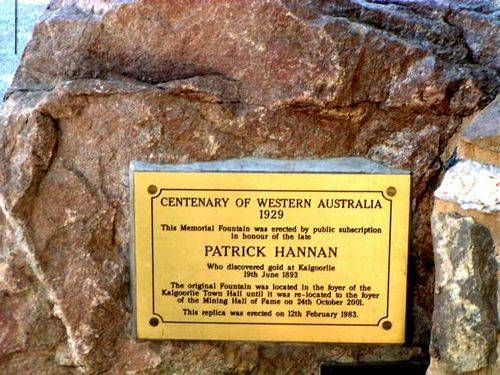 CENTENARY OF WESTERN AUSTRALIA
1929
This Memorial Fountain was erected by public subscription
in honour of the late
PATRICK HANNAN
Who discovered gold at Kalgoorlie
19th June 1893
The original Fountain was located in the foyer of the
Kalgoorlie Town Hall until it was re-located to the foyer
of the Mining Hall of Fame on 24th October 2001.
This replica was erected on 12th February 1983.